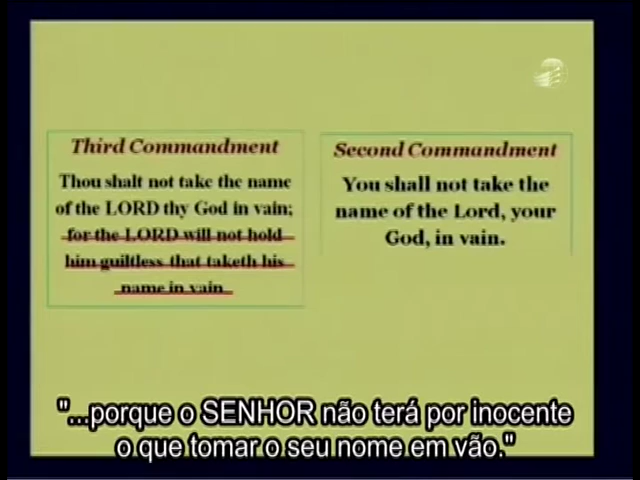 Third Commandment
Thou shalt not take the name
of the LORD thy God in vain;
for the LORD will not hold
him guiltless that taketh his
name in vain
Second Commandment
You shall not take the
name of the Lord, your
God, in vain.
"...porque o SENHOR não terá por inocente
o que tomar o seu nome em vão."